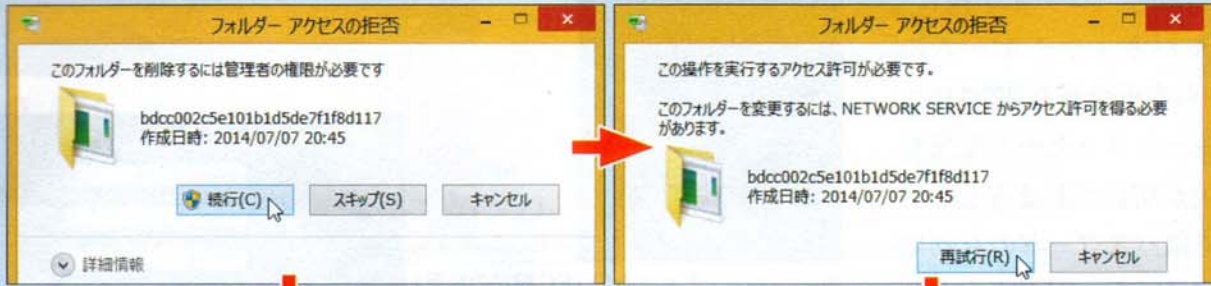 フォルダー アクセスの拒否
このフォルダーを削除するには管理者の権限が必要です
bdcc002c5e101b1d5de7f1f8d117
作成日時: 2014/07/07 20:45
続行(C)
スキップ(S)
キャンセル
詳細情報
フォルダー アクセスの拒否
この操作を実行するアクセス許可が必要です。
このフォルダーを変更するには、NETWORK SERVICE からアクセス許可を得る必要
があります。
bdcc002c5e101b1d5de7f1f8d117
作成日時: 2014/07/07 20:45
再試行(R)
キャンセル